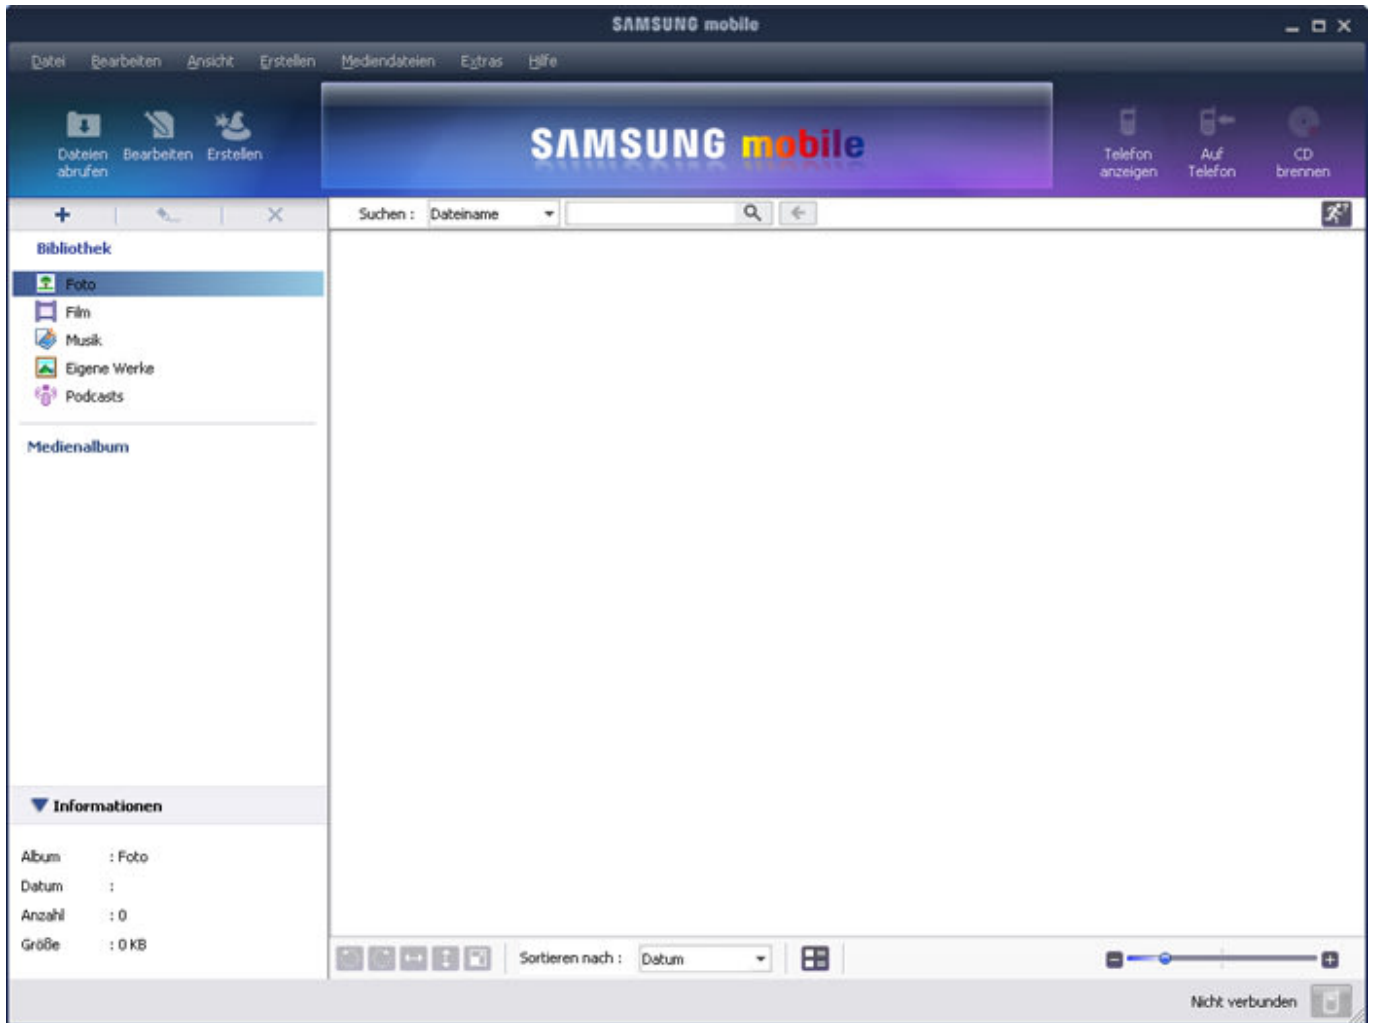 SAMSUNG mobile
Datei Bearbeiten Ansicht Erstellen Mediendateien Extras Hilfe
SAMSUNG mobile
Dateien abrufen
Bearbeiten
Erstellen
Telefon anzeigen
Auf Telefon
CD brennen
Suchen : Dateiname
Bibliothek
Foto
Film
Musik
Eigene Werke
Podcasts
Medienalbum
Informationen
Album : Foto
Datum :
Anzahl : 0
Größe : 0 KB
Sortieren nach : Datum
Nicht verbunden